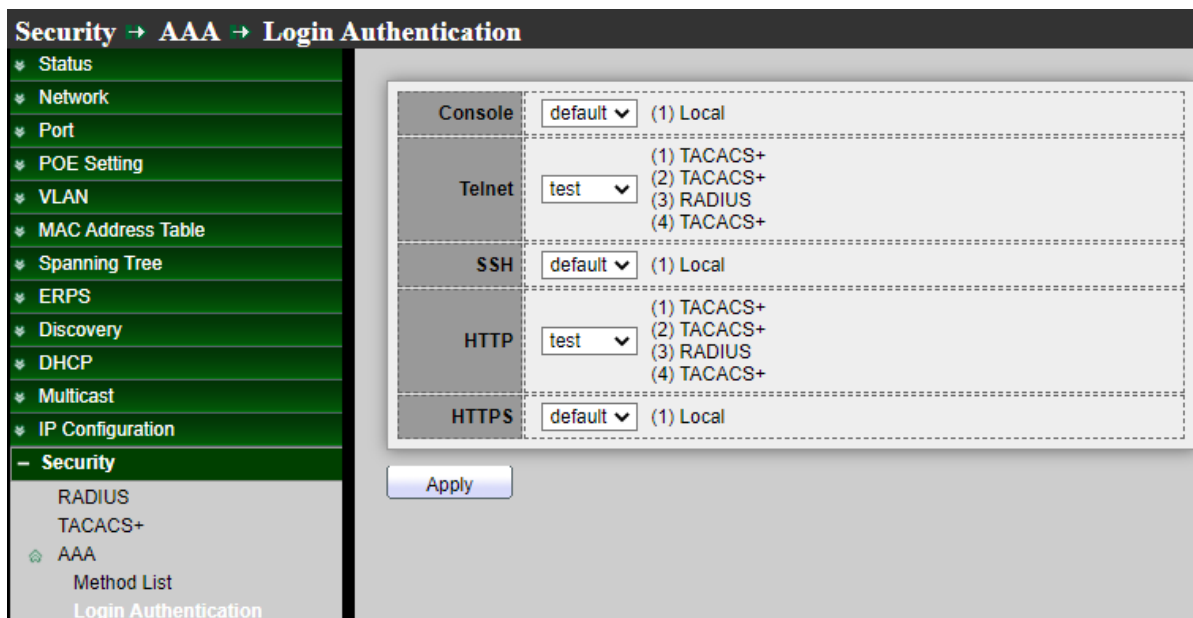 Security → AAA → Login Authentication
Status
Network
Port
POE Setting
VLAN
MAC Address Table
Spanning Tree
ERPS
Discovery
DHCP
Multicast
IP Configuration
Security
RADIUS
TACACS+
AAA
Method List
Login Authentication
Console default (1) Local
Telnet test (1) TACACS+
(2) TACACS+
(3) RADIUS
(4) TACACS+
SSH default (1) Local
HTTP test (1) TACACS+
(2) TACACS+
(3) RADIUS
(4) TACACS+
HTTPS default (1) Local
Apply